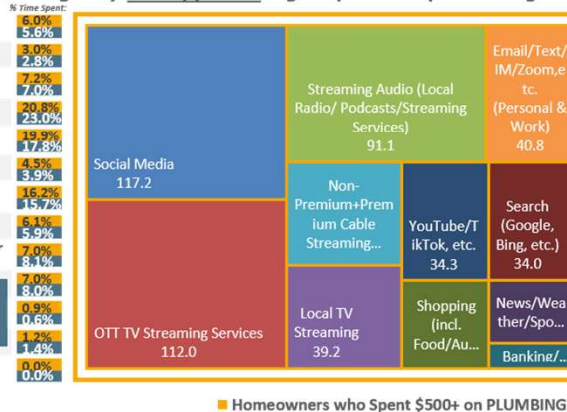 % Time Spent:
6.0%
5.6%
3.0%
2.8%
7.2%
7.0%
20.8%
23.0%
19.9%
17.8%
4.5%
3.9%
16.2%
15.7%
6.1%
5.9%
7.0%
8.1%
7.0%
8.0%
0.9%
0.6%
1.2%
1.4%
0.0%
0.0%
Social Media
117.2
OTT TV Streaming Services
112.0
Streaming Audio (Local
Radio/ Podcasts/Streaming
Services)
91.1
Email/Text/
IM/Zoom,e
tc.
(Personal &
Work)
40.8
Non-
Premium+Prem
ium Cable
Streaming...
Local TV
Streaming
39.2
YouTube/T
ikTok, etc.
34.3
Search
(Google,
Bing, etc.)
34.0
Shopping
(incl.
Food/Au...
News/Wea
ther/Spo...
Banking/...
Homeowners who Spent $500+ on PLUMBING